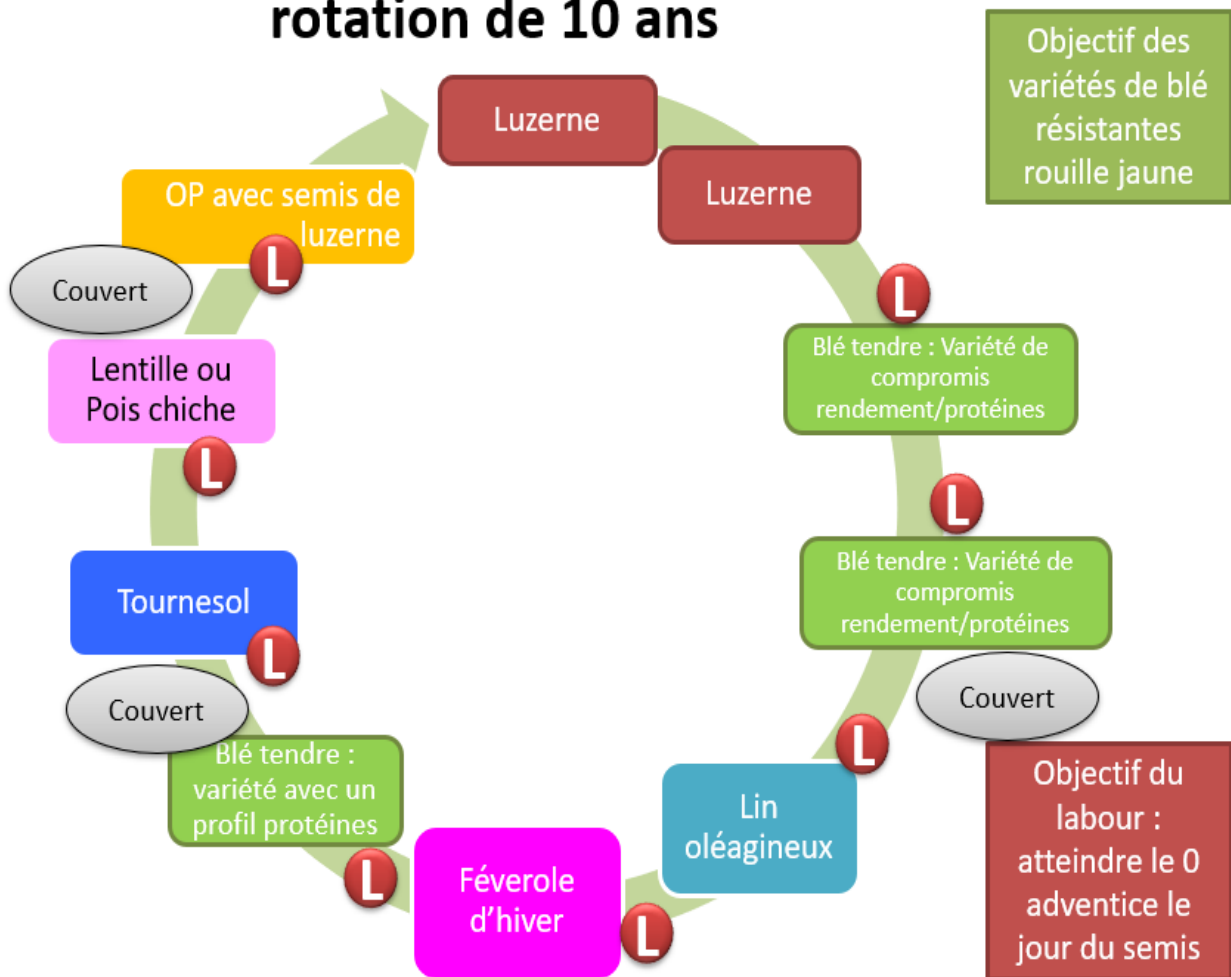 rotation de 10 ans
Objectif des
variétés de blé
résistantes
rouille jaune
Luzerne
Luzerne
L
Blé tendre : Variété de
compromis
rendement/protéines
L
Blé tendre : Variété de
compromis
rendement/protéines
Couvert
L
Objectif du
labour :
atteindre le 0
adventice le
jour du semis
Lin
oléagineux
L
Féverole
d'hiver
L
Blé tendre :
variété avec un
profil protéines
Couvert
L
Tournesol
L
Lentille ou
Pois chiche
Couvert
L
OP avec semis de
luzerne